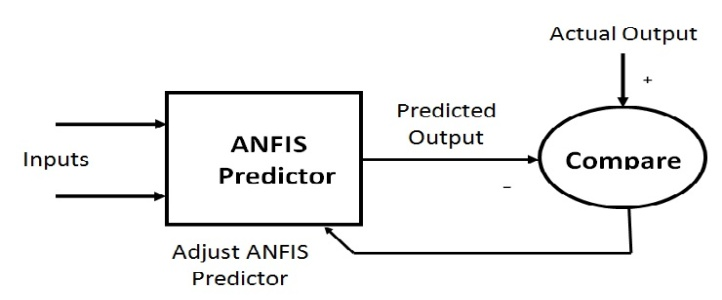 Actual Output
+
Predicted
Output
ANFIS
Predictor
Inputs
Compare
−
Adjust ANFIS
Predictor